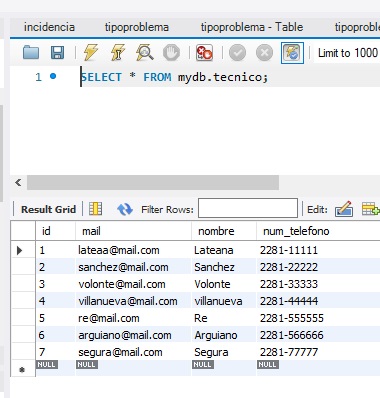 incidencia tipoproblema tipoproblema - Table tipoproble
Limit to 1000
1 SELECT * FROM mydb.tecnico;
Result Grid Filter Rows: Edit:
id mail nombre num_telefono
1 lateaa@mail.com Lateana 2281-11111
2 sanchez@mail.com Sanchez 2281-22222
3 volonte@mail.com Volonte 2281-33333
4 villanueva@mail.com villanueva 2281-44444
5 re@mail.com Re 2281-555555
6 arguiano@mail.com Arguiano 2281-566666
7 segura@mail.com Segura 2281-77777
NULL NULL NULL NULL